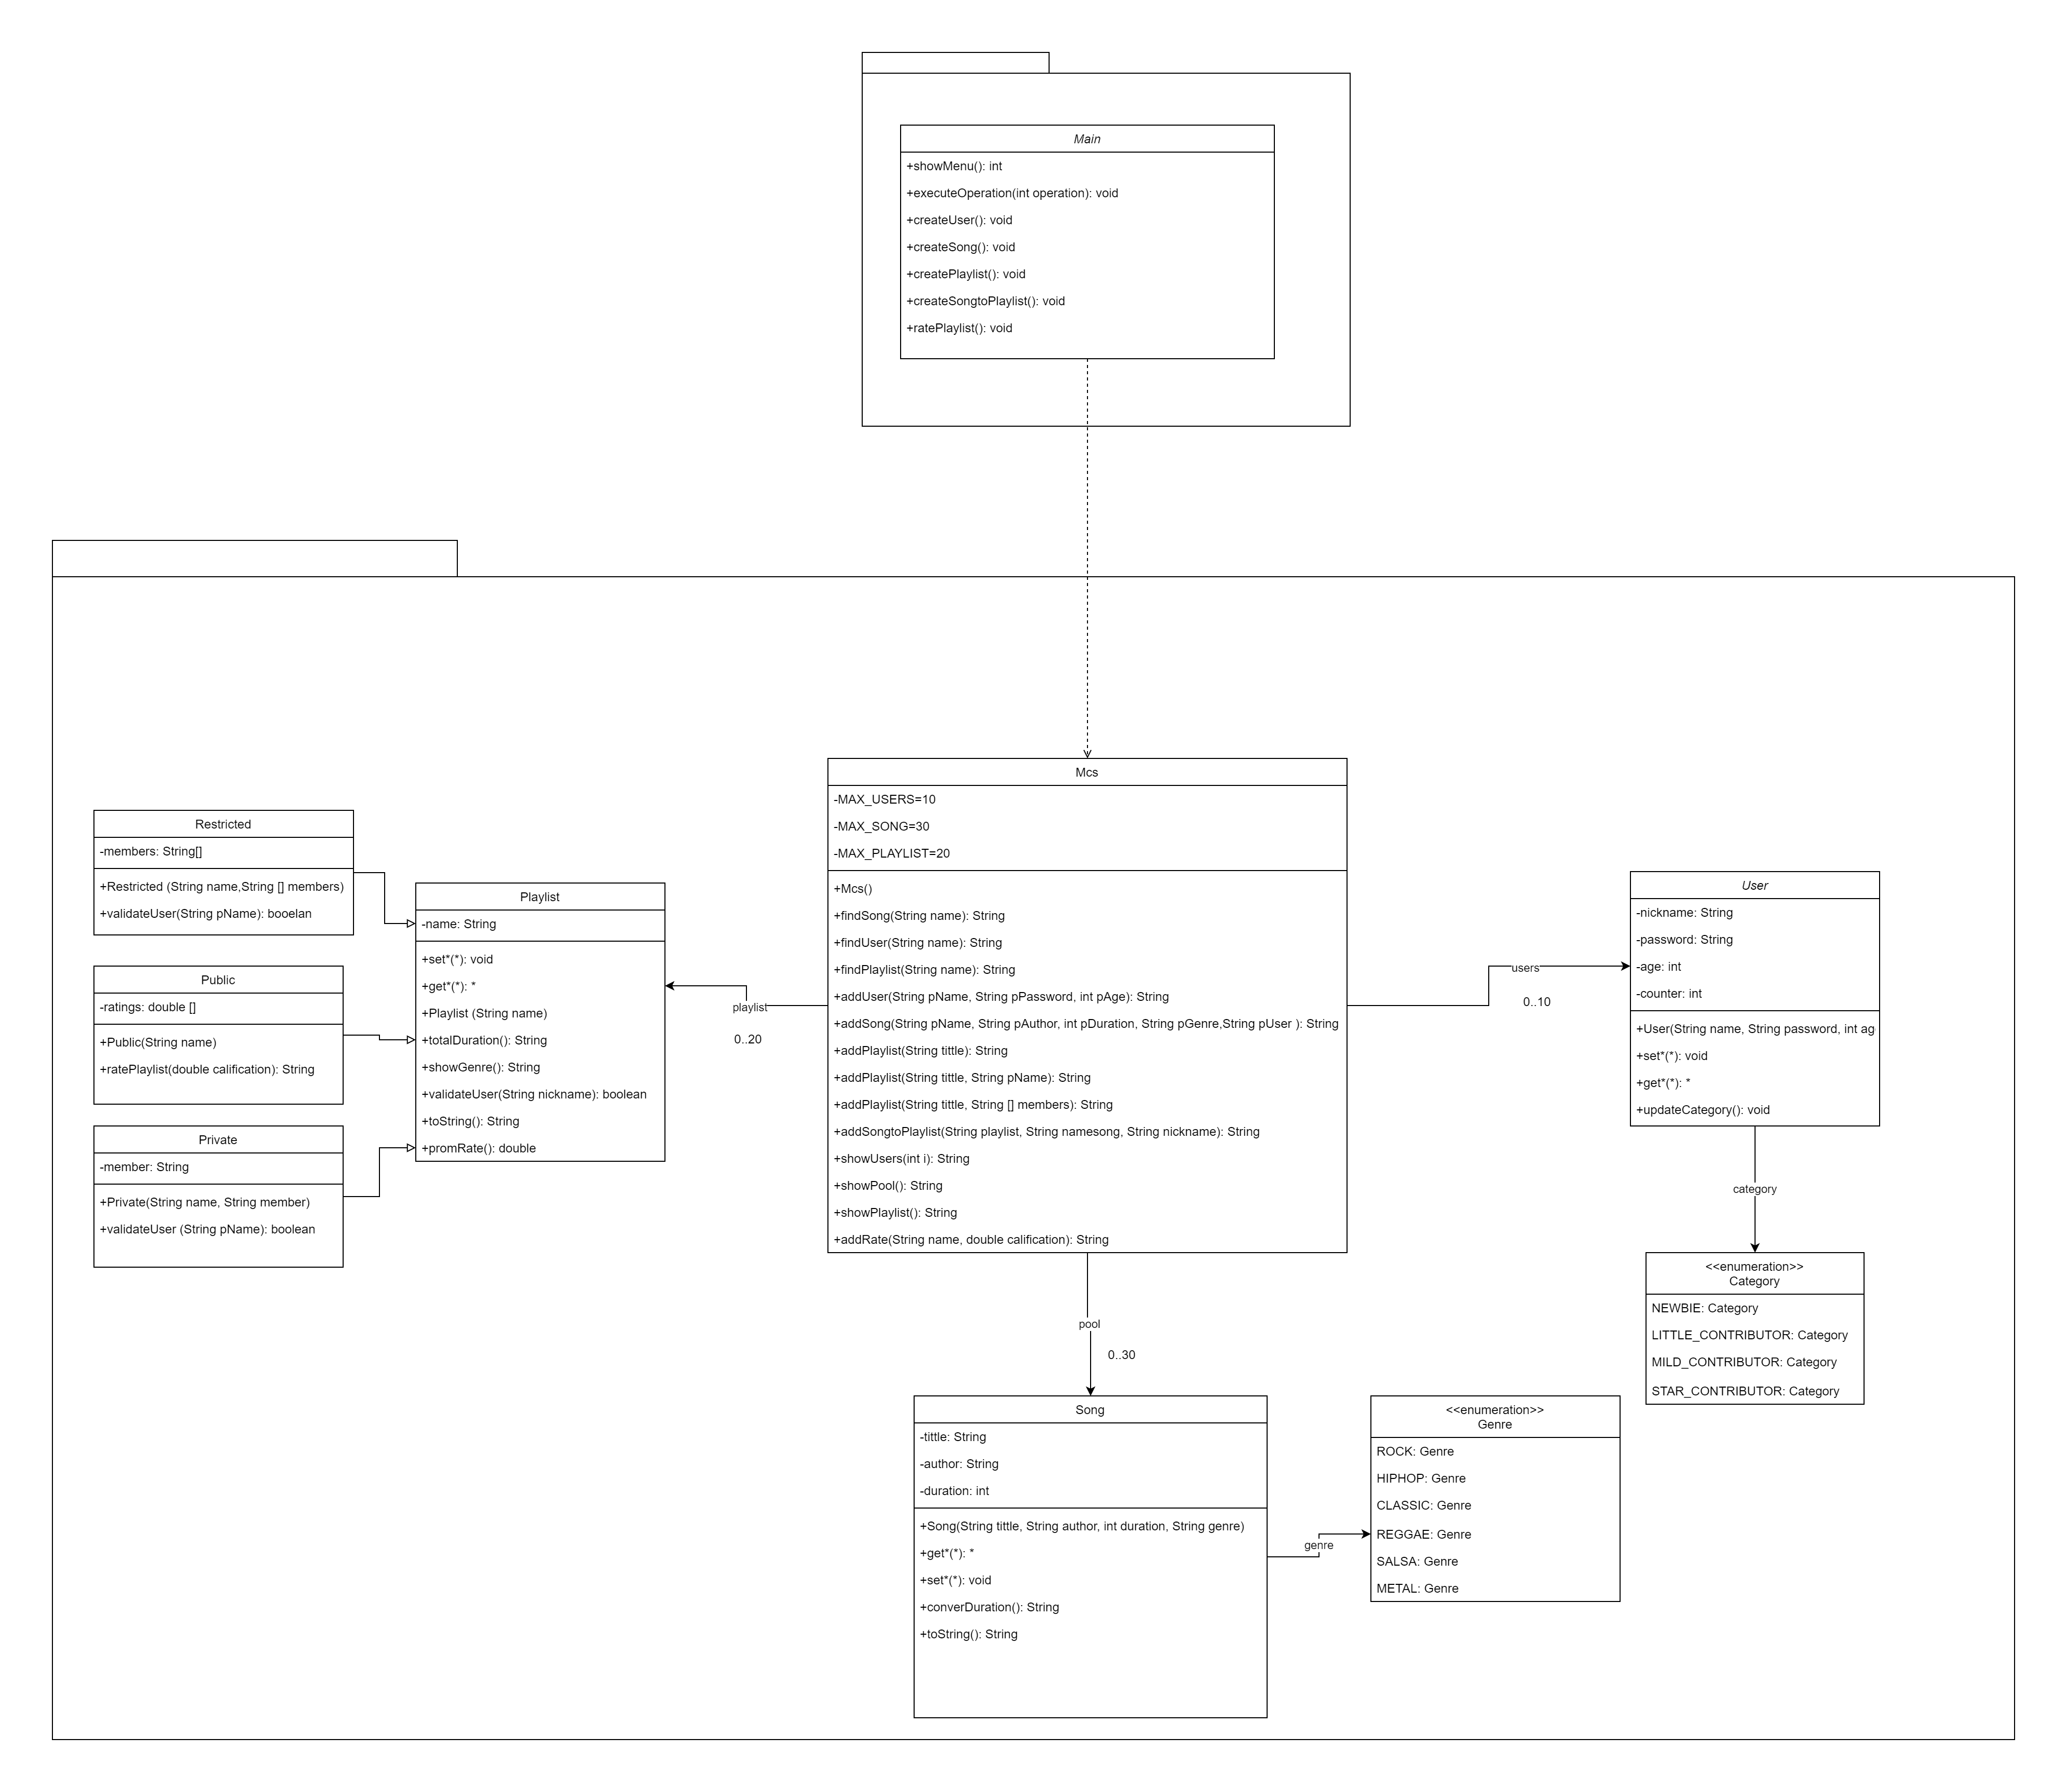 Main
+showMenu(): int
+executeOperation(int operation): void
+createUser(): void
+createSong(): void
+createPlaylist(): void
+createSongtoPlaylist(): void
+ratePlaylist(): void
Restricted
-members: String[]
+Restricted (String name,String [] members)
+validateUser(String pName): booelan
Public
-ratings: double []
+Public(String name)
+ratePlaylist(double calification): String
Private
-member: String
+Private(String name, String member)
+validateUser (String pName): boolean
Playlist
-name: String
+set*(*): void
+get*(*): *
+Playlist (String name)
+totalDuration(): String
+showGenre(): String
+validateUser(String nickname): boolean
+toString(): String
+promRate(): double
playlist
0..20
Mcs
-MAX_USERS=10
-MAX_SONG=30
-MAX_PLAYLIST=20
+Mcs()
+findSong(String name): String
+findUser(String name): String
+findPlaylist(String name): String
+addUser(String pName, String pPassword, int pAge): String
+addSong(String pName, String pAuthor, int pDuration, String pGenre,String pUser ): String
+addPlaylist(String tittle): String
+addPlaylist(String tittle, String pName): String
+addPlaylist(String tittle, String [] members): String
+addSongtoPlaylist(String playlist, String namesong, String nickname): String
+showUsers(int i): String
+showPool(): String
+showPlaylist(): String
+addRate(String name, double calification): String
users
0..10
User
-nickname: String
-password: String
-age: int
-counter: int
+User(String name, String password, int ag
+set*(*): void
+get*(*): *
+updateCategory(): void
category
<<enumeration>>
Category
NEWBIE: Category
LITTLE_CONTRIBUTOR: Category
MILD_CONTRIBUTOR: Category
STAR_CONTRIBUTOR: Category
pool
0..30
Song
-tittle: String
-author: String
-duration: int
+Song(String tittle, String author, int duration, String genre)
+get*(*): *
+set*(*): void
+converDuration(): String
+toString(): String
genre
<<enumeration>>
Genre
ROCK: Genre
HIPHOP: Genre
CLASSIC: Genre
REGGAE: Genre
SALSA: Genre
METAL: Genre